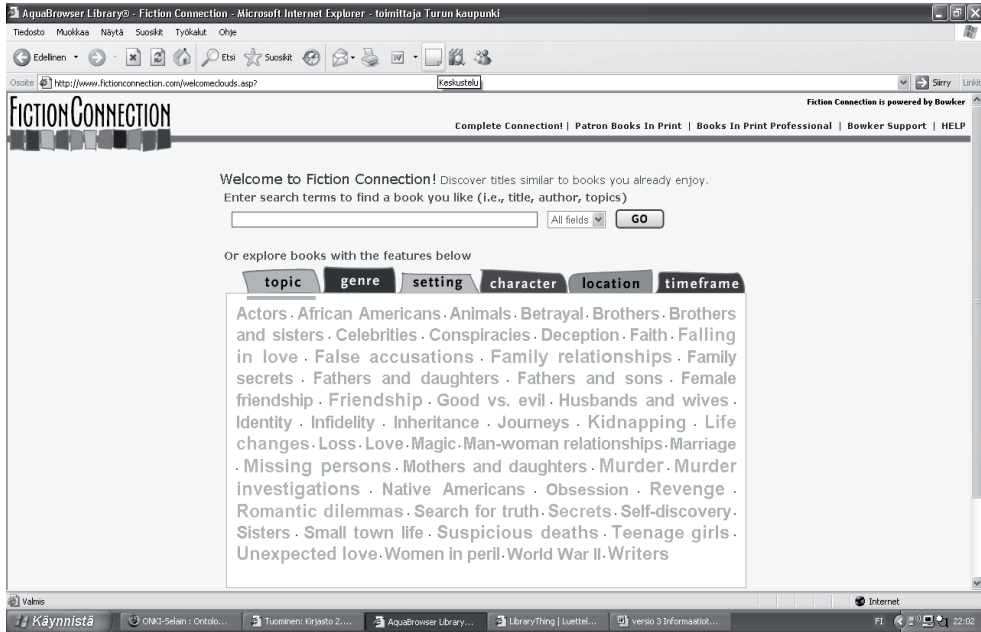 AquaBrowser Library® - Fiction Connection - Microsoft Internet Explorer - toimittaja Turun kaupunki
Tiedosto Muokkaa Näytä Suosikit Työkalut Ohje
Edellinen Etsi Suosikit
Osoite http://www.fictionconnection.com/welcomeclouds.asp? Keskustelu Siirry Linkit
Fiction Connection is powered by Bowker
FICTION CONNECTION
Complete Connection! | Patron Books In Print | Books In Print Professional | Bowker Support | HELP
Welcome to Fiction Connection! Discover titles similar to books you already enjoy.
Enter search terms to find a book you like (i.e., title, author, topics)
All fields GO
Or explore books with the features below
topic genre setting character location timeframe
Actors · African Americans · Animals · Betrayal · Brothers · Brothers
and sisters · Celebrities · Conspiracies · Deception · Faith · Falling
in love · False accusations · Family relationships · Family
secrets · Fathers and daughters · Fathers and sons · Female
friendship · Friendship · Good vs. evil · Husbands and wives ·
Identity · Infidelity · Inheritance · Journeys · Kidnapping · Life
changes · Loss · Love · Magic · Man-woman relationships · Marriage
· Missing persons · Mothers and daughters · Murder · Murder
investigations · Native Americans · Obsession · Revenge ·
Romantic dilemmas · Search for truth · Secrets · Self-discovery ·
Sisters · Small town life · Suspicious deaths · Teenage girls ·
Unexpected love · Women in peril · World War II · Writers
Valmis Internet
Käynnistä ONKI-Selain : Ontolo... Tuominen: Kirjasto 2.... AquaBrowser Library... LibraryThing | Luettel... versio 3 Informaatiot... FI 22:02